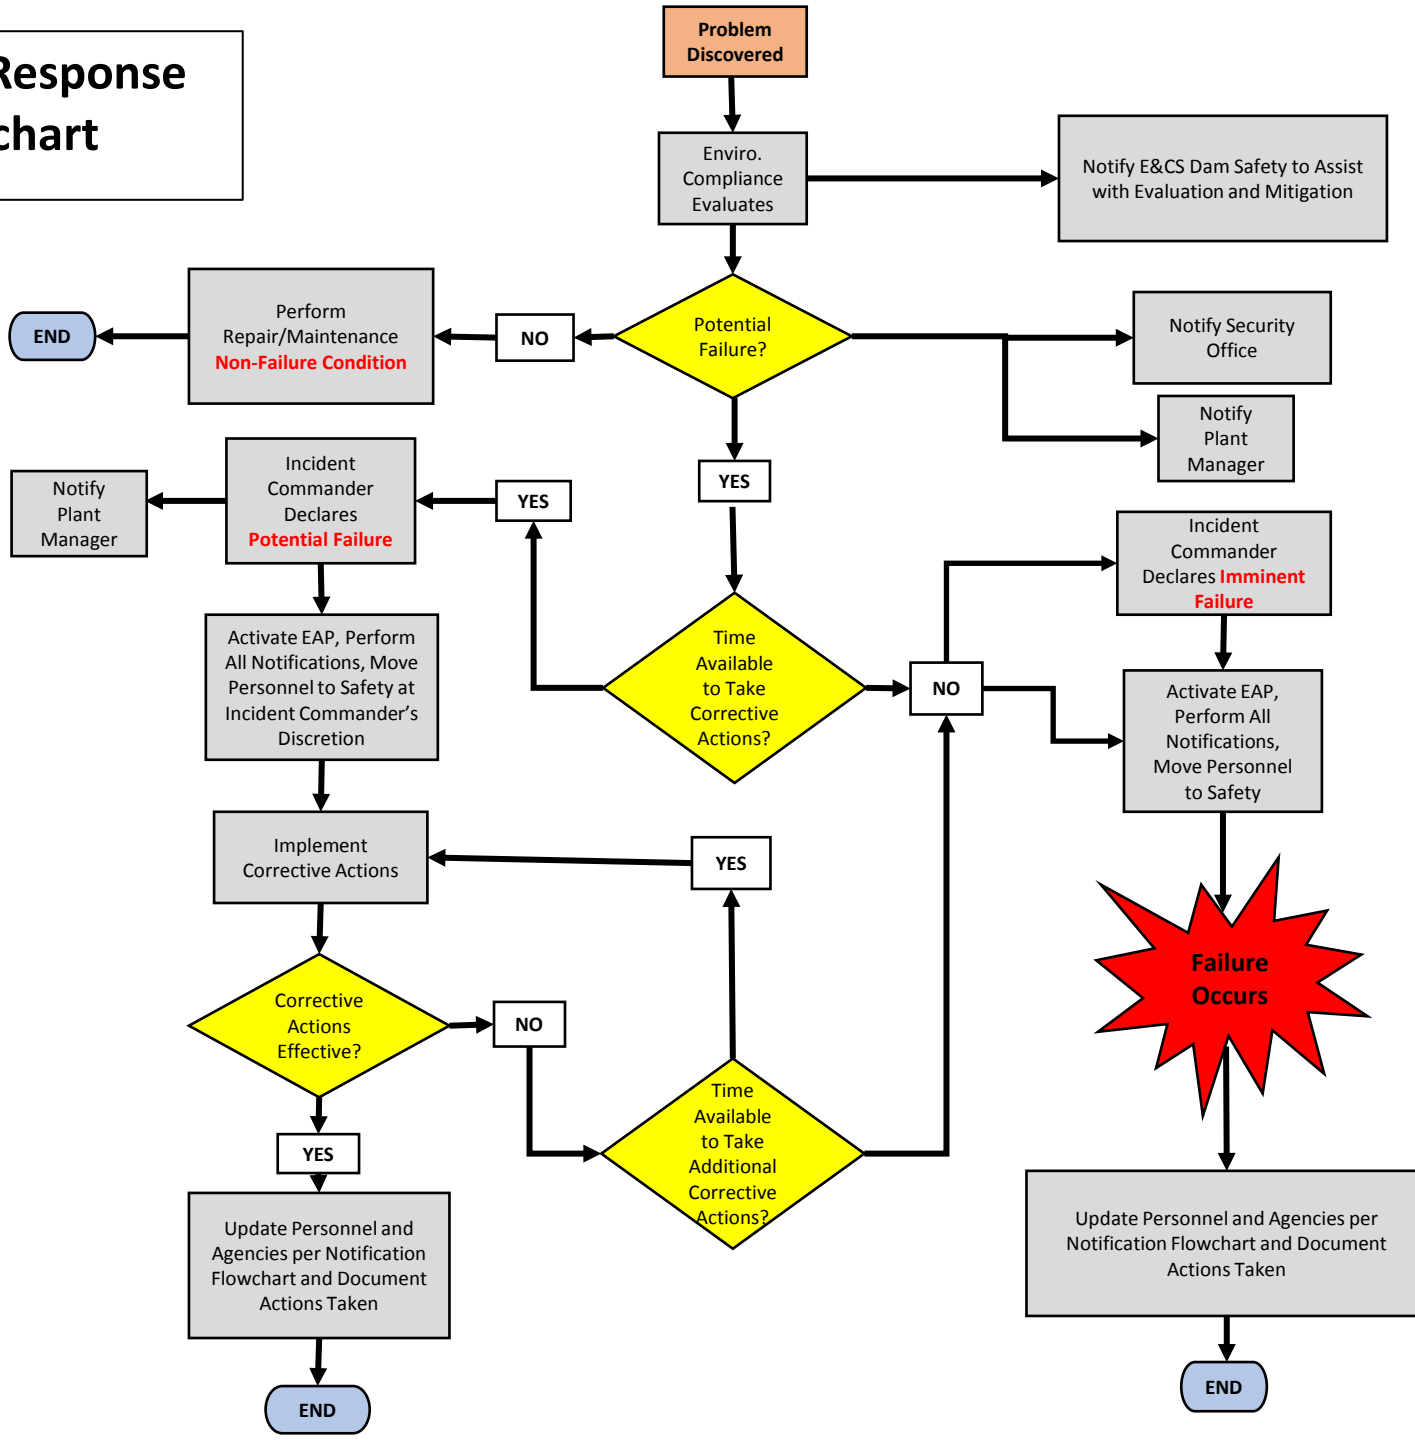 Response
chart
Problem
Discovered
Enviro.
Compliance
Evaluates
Notify E&CS Dam Safety to Assist
with Evaluation and Mitigation
Potential
Failure?
NO
Perform
Repair/Maintenance
Non-Failure Condition
END
Notify Security
Office
Notify
Plant
Manager
YES
Time
Available
to Take
Corrective
Actions?
YES
Incident
Commander
Declares
Potential Failure
Notify
Plant
Manager
NO
Incident
Commander
Declares Imminent
Failure
Activate EAP, Perform
All Notifications, Move
Personnel to Safety at
Incident Commander’s
Discretion
Activate EAP,
Perform All
Notifications,
Move Personnel
to Safety
Implement
Corrective Actions
YES
Corrective
Actions
Effective?
NO
Time
Available
to Take
Additional
Corrective
Actions?
Failure
Occurs
YES
Update Personnel and
Agencies per Notification
Flowchart and Document
Actions Taken
END
Update Personnel and Agencies per
Notification Flowchart and Document
Actions Taken
END